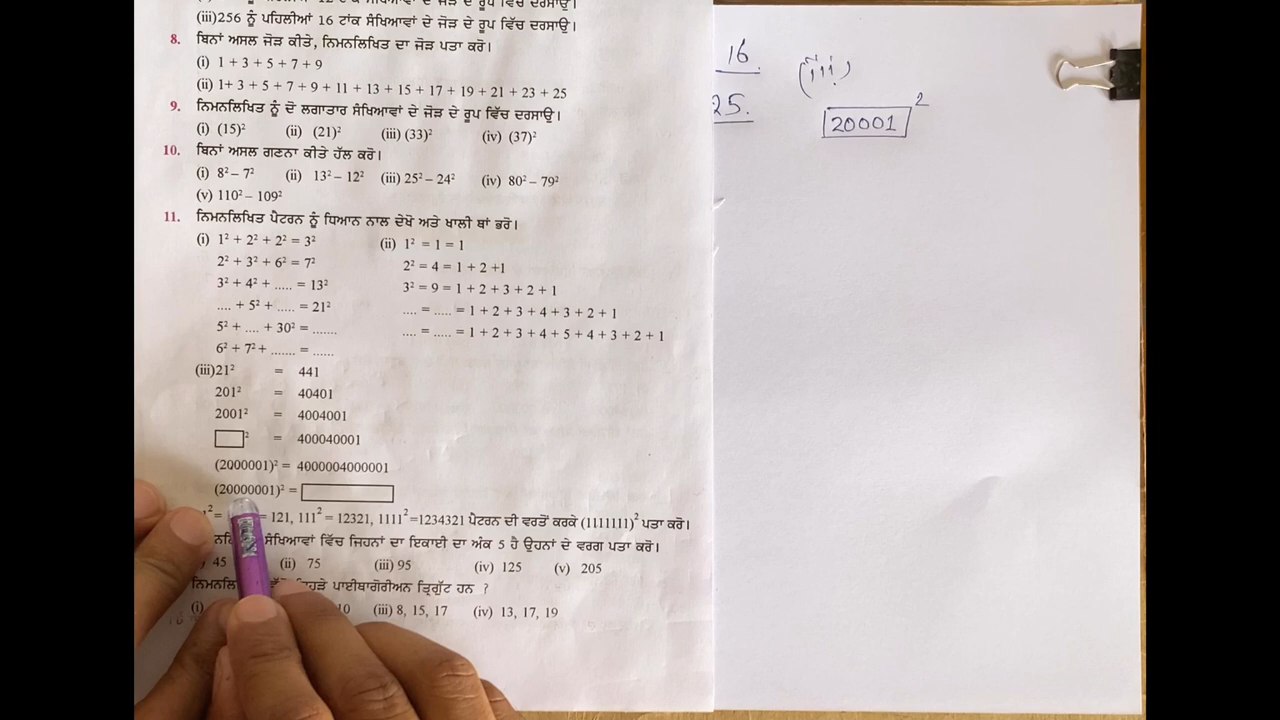 (iii)256 ਨੂੰ ਪਹਿਲੀਆਂ 16 ਟਾਂਕ ਸੰਖਿਆਵਾਂ ਦੇ ਜੋੜ ਦੇ ਰੂਪ ਵਿੱਚ ਦਰਸਾਉ।
8. ਬਿਨਾਂ ਅਸਲ ਜੋੜ ਕੀਤੇ, ਨਿਮਨਲਿਖਿਤ ਦਾ ਜੋੜ ਪਤਾ ਕਰੋ।
(i) 1 + 3 + 5 + 7 + 9
(ii) 1+ 3 + 5 + 7 + 9 + 11 + 13 + 15 + 17 + 19 + 21 + 23 + 25
9. ਨਿਮਨਲਿਖਿਤ ਨੂੰ ਦੋ ਲਗਾਤਾਰ ਸੰਖਿਆਵਾਂ ਦੇ ਜੋੜ ਦੇ ਰੂਪ ਵਿੱਚ ਦਰਸਾਉ।
(i) (15)² (ii) (21)² (iii) (33)² (iv) (37)²
10. ਬਿਨਾਂ ਅਸਲ ਗਣਨਾ ਕੀਤੇ ਹੱਲ ਕਰੋ।
(i) 8² – 7² (ii) 13² – 12² (iii) 25² – 24² (iv) 80² – 79²
(v) 110² – 109²
11. ਨਿਮਨਲਿਖਿਤ ਪੈਟਰਨ ਨੂੰ ਧਿਆਨ ਨਾਲ ਦੇਖੋ ਅਤੇ ਖਾਲੀ ਥਾਂ ਭਰੋ।
(i) 1² + 2² + 2² = 3² (ii) 1² = 1 = 1
2² + 3² + 6² = 7² 2² = 4 = 1 + 2 +1
3² + 4² + ..... = 13² 3² = 9 = 1 + 2 + 3 + 2 + 1
.... + 5² + ..... = 21² .... = ..... = 1 + 2 + 3 + 4 + 3 + 2 + 1
5² + .... + 30² = ....... .... = ..... = 1 + 2 + 3 + 4 + 5 + 4 + 3 + 2 + 1
6² + 7² + ....... = ......
(iii)21² = 441
201² = 40401
2001² = 4004001
² = 400040001
(2000001)² = 4000004000001
(20000001)² =
= 121, 111² = 12321, 1111² =1234321 ਪੈਟਰਨ ਦੀ ਵਰਤੋਂ ਕਰਕੇ (1111111)² ਪਤਾ ਕਰੋ।
ਸੰਖਿਆਵਾਂ ਵਿੱਚ ਜਿਹਨਾਂ ਦਾ ਇਕਾਈ ਦਾ ਅੰਕ 5 ਹੈ ਉਹਨਾਂ ਦੇ ਵਰਗ ਪਤਾ ਕਰੋ।
45 (ii) 75 (iii) 95 (iv) 125 (v) 205
ਪਾਈਥਾਗੋਰੀਅਨ ਤ੍ਰਿਗੁੱਟ ਹਨ ?
(i) 10 (iii) 8, 15, 17 (iv) 13, 17, 19
16.
25.
(iii)
20001²